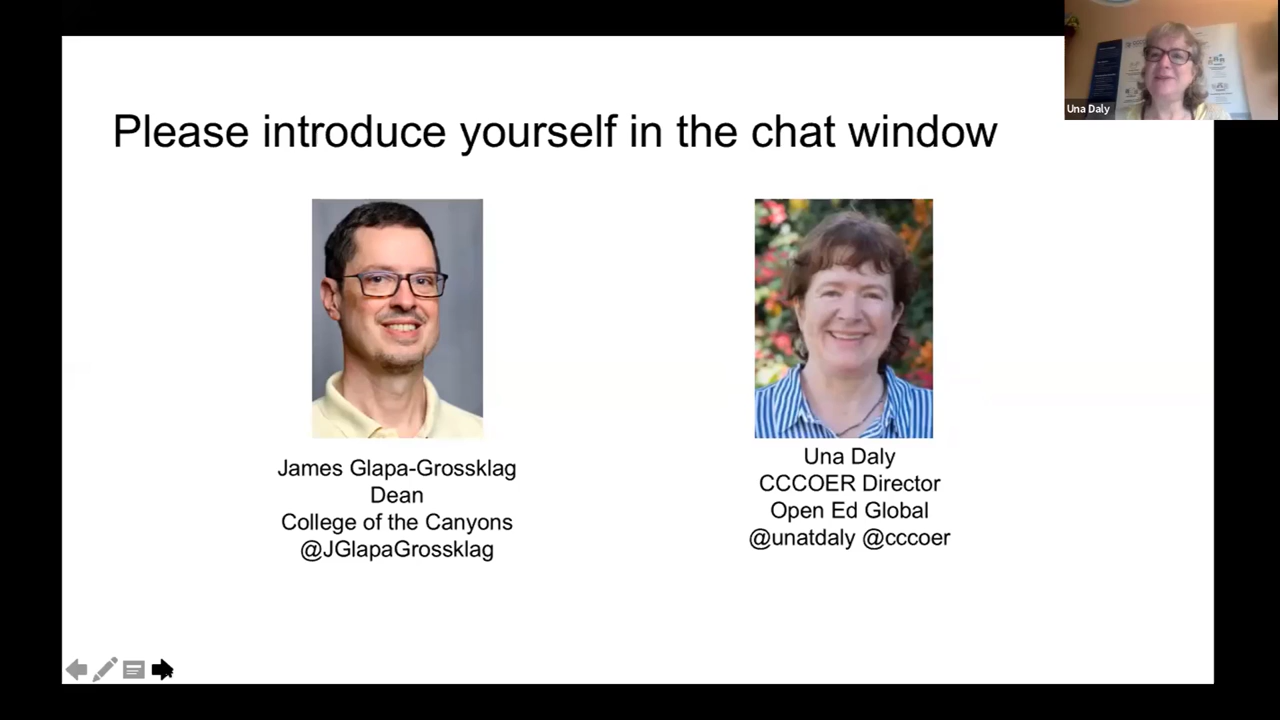 Please introduce yourself in the chat window
Una Daly
James Glapa-Grossklag
Dean
College of the Canyons
@JGlapaGrossklag
Una Daly
CCCOER Director
Open Ed Global
@unatdaly @cccoer